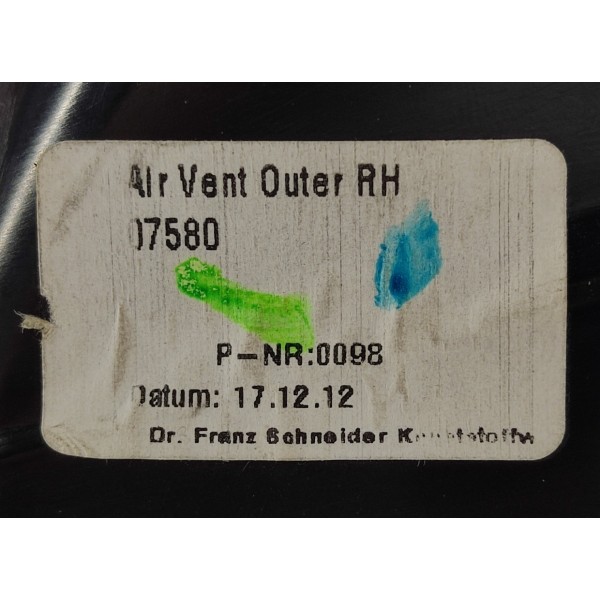 Air Vent Outer RH
07580
P-NR:0098
Datum: 17.12.12
Dr. Franz Schneider